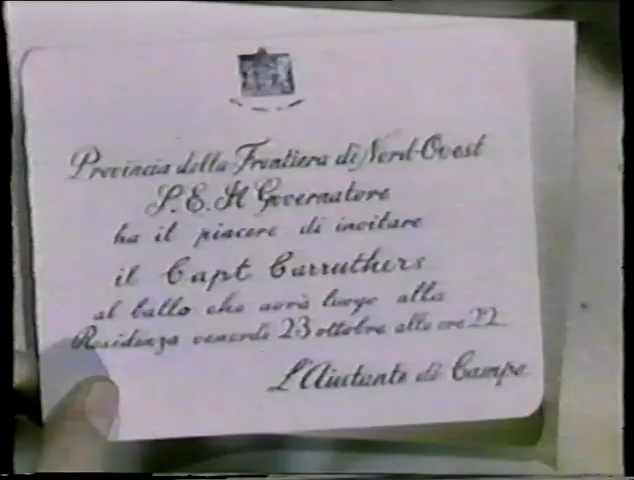 Provincia della Frontiera di Nord-Ovest
S. E. Il Governatore
ha il piacere di invitare
il Capt Carruthers
al ballo che avrà luogo alla
Residenza venerdì 23 ottobre alle ore 22.
L'Aiutante di Campo